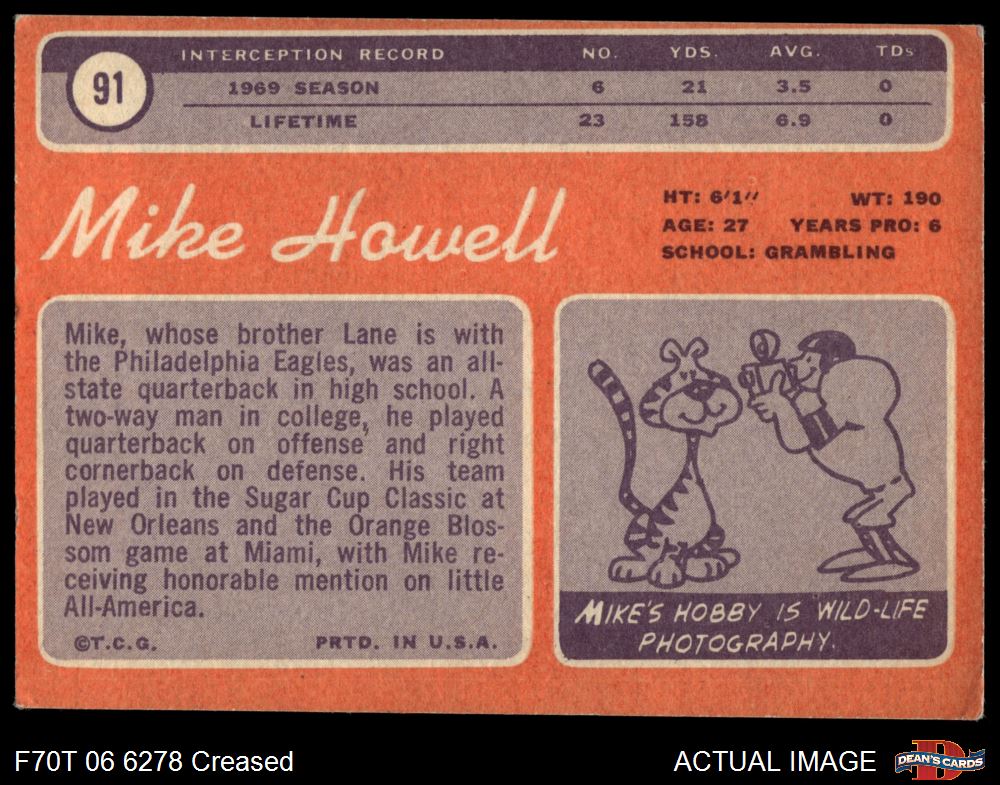 91
INTERCEPTION RECORD NO. YDS. AVG. TDs
1969 SEASON 6 21 3.5 0
LIFETIME 23 158 6.9 0
Mike Howell
HT: 6'1" WT: 190
AGE: 27 YEARS PRO: 6
SCHOOL: GRAMBLING
Mike, whose brother Lane is with
the Philadelphia Eagles, was an all-
state quarterback in high school. A
two-way man in college, he played
quarterback on offense and right
cornerback on defense. His team
played in the Sugar Cup Classic at
New Orleans and the Orange Blos-
som game at Miami, with Mike re-
ceiving honorable mention on little
All-America.
©T.C.G. PRTD. IN U.S.A.
MIKE'S HOBBY IS WILD-LIFE
PHOTOGRAPHY.
F70T 06 6278 Creased
ACTUAL IMAGE
D
DEAN'S CARDS